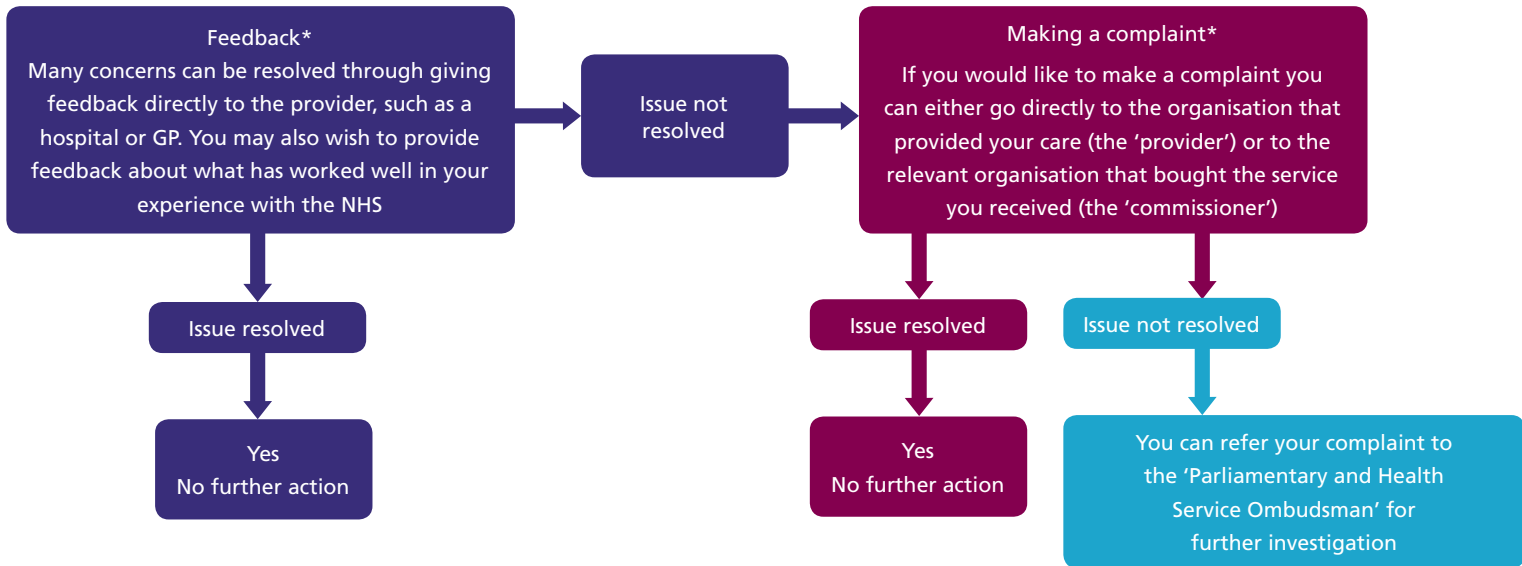 Feedback*
Many concerns can be resolved through giving
feedback directly to the provider, such as a
hospital or GP. You may also wish to provide
feedback about what has worked well in your
experience with the NHS
Issue not
resolved
Making a complaint*
If you would like to make a complaint you
can either go directly to the organisation that
provided your care (the ‘provider’) or to the
relevant organisation that bought the service
you received (the ‘commissioner’)
Issue resolved
Yes
No further action
Issue resolved
Yes
No further action
Issue not resolved
You can refer your complaint to
the ‘Parliamentary and Health
Service Ombudsman’ for
further investigation